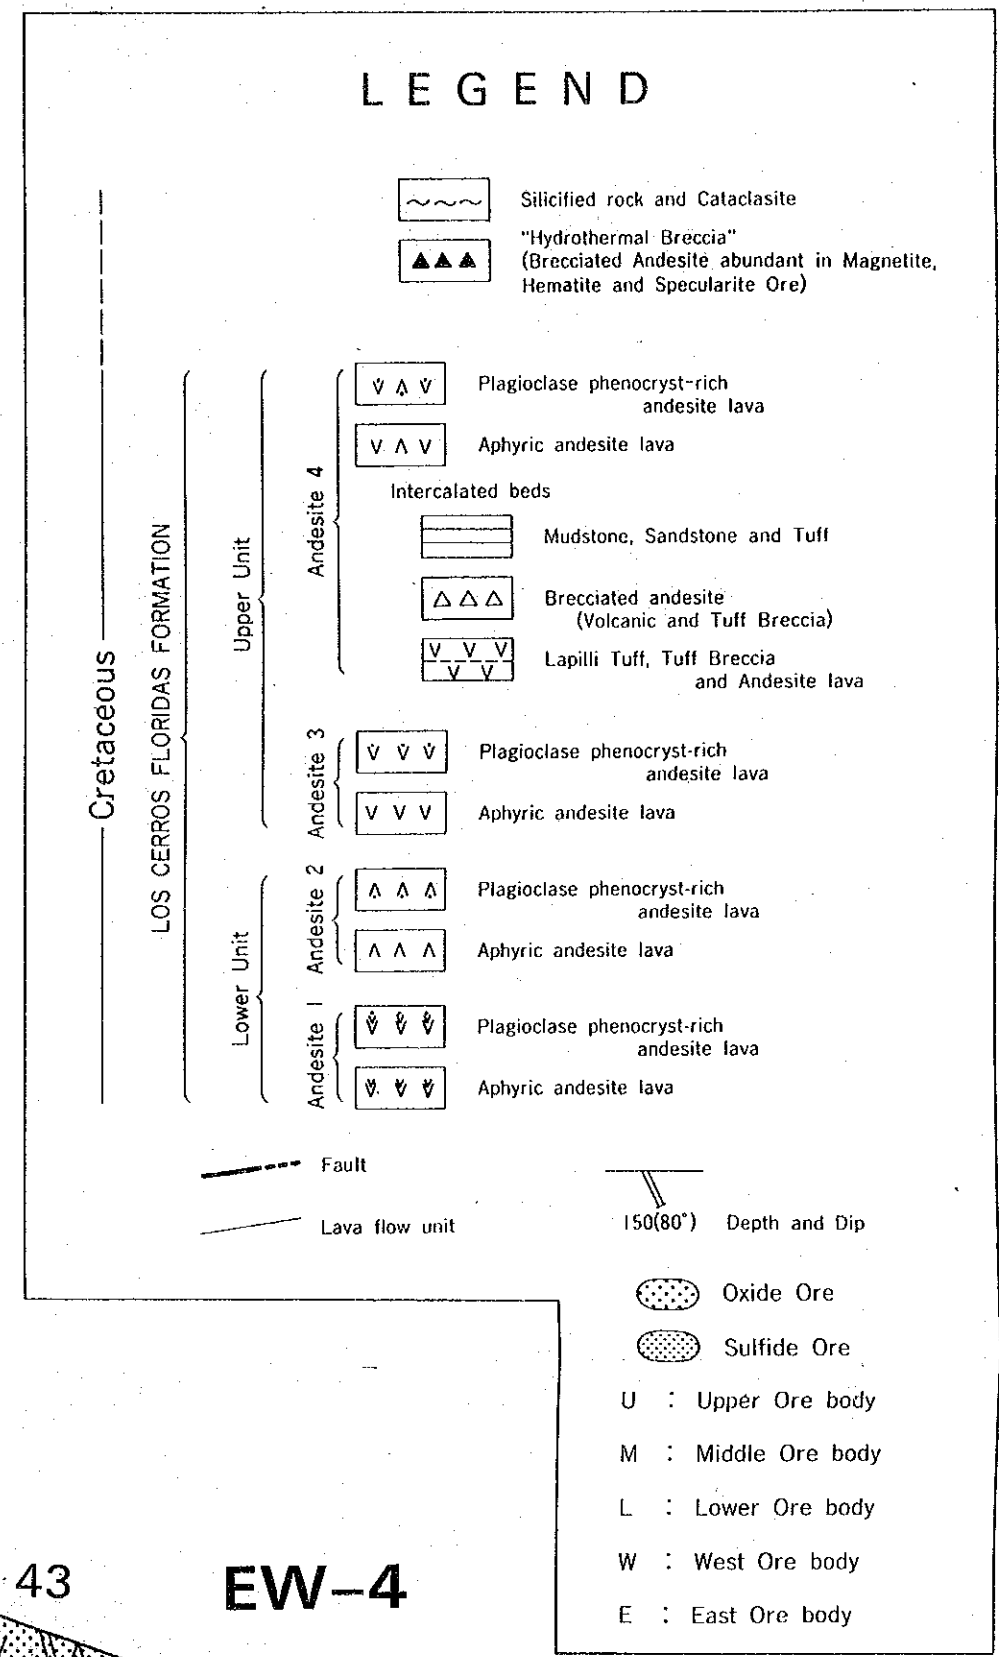 LEGEND
Silicified rock and Cataclasite
"Hydrothermal Breccia"
(Brecciated Andesite abundant in Magnetite,
Hematite and Specularite Ore)
Cretaceous
LOS CERROS FLORIDAS FORMATION
Upper Unit
Andesite 4
Plagioclase phenocryst-rich
andesite lava
Aphyric andesite lava
Intercalated beds
Mudstone, Sandstone and Tuff
Brecciated andesite
(Volcanic and Tuff Breccia)
Lapilli Tuff, Tuff Breccia
and Andesite lava
Andesite 3
Plagioclase phenocryst-rich
andesite lava
Aphyric andesite lava
Lower Unit
Andesite 2
Plagioclase phenocryst-rich
andesite lava
Aphyric andesite lava
Andesite 1
Plagioclase phenocryst-rich
andesite lava
Aphyric andesite lava
Fault
Lava flow unit
150(80°) Depth and Dip
Oxide Ore
Sulfide Ore
U : Upper Ore body
M : Middle Ore body
L : Lower Ore body
W : West Ore body
E : East Ore body
43 EW-4